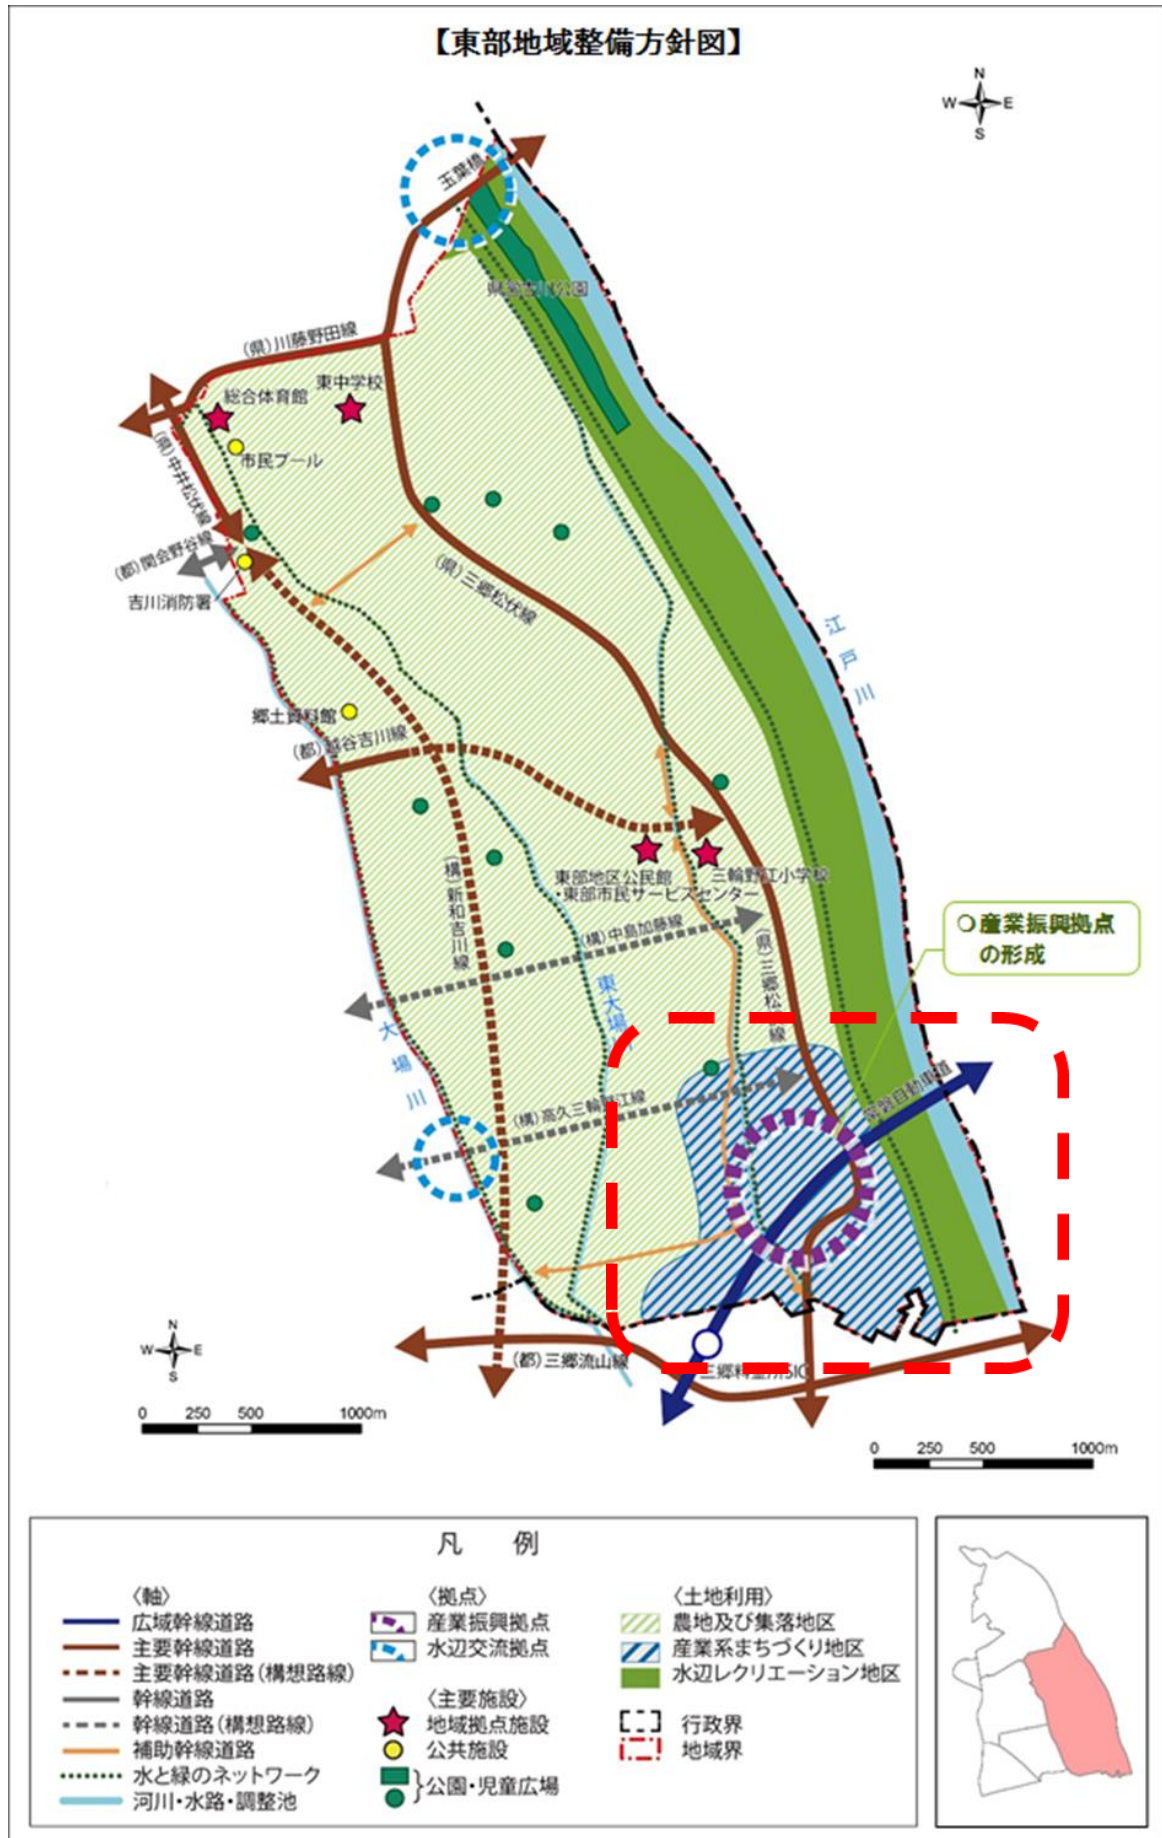 【東部地域整備方針図】
N
W E
S
玉葉橋
県営吉川公園
(県)川藤野田線
東中学校
総合体育館
市民プール
(県)中井松伏線
(都)関会野谷線
吉川消防署
(県)三郷松伏線
江戸川
郷土資料館
(都)越谷吉川線
東部地区公民館
・東部市民サービスセンター
三輪野江小学校
(構)新和吉川線
(構)中島加藤線
(県)三郷松伏線
○産業振興拠点
の形成
東大場川
大場川
(構)高久三輪野江線
常磐自動車道
N
W E
S
(都)三郷流山線
三郷料金所SIC
0 250 500 1000m
0 250 500 1000m
凡 例
〈軸〉
広域幹線道路
主要幹線道路
主要幹線道路(構想路線)
幹線道路
幹線道路(構想路線)
補助幹線道路
水と緑のネットワーク
河川・水路・調整池
〈拠点〉
産業振興拠点
水辺交流拠点
〈主要施設〉
地域拠点施設
公共施設
公園・児童広場
〈土地利用〉
農地及び集落地区
産業系まちづくり地区
水辺レクリエーション地区
行政界
地域界